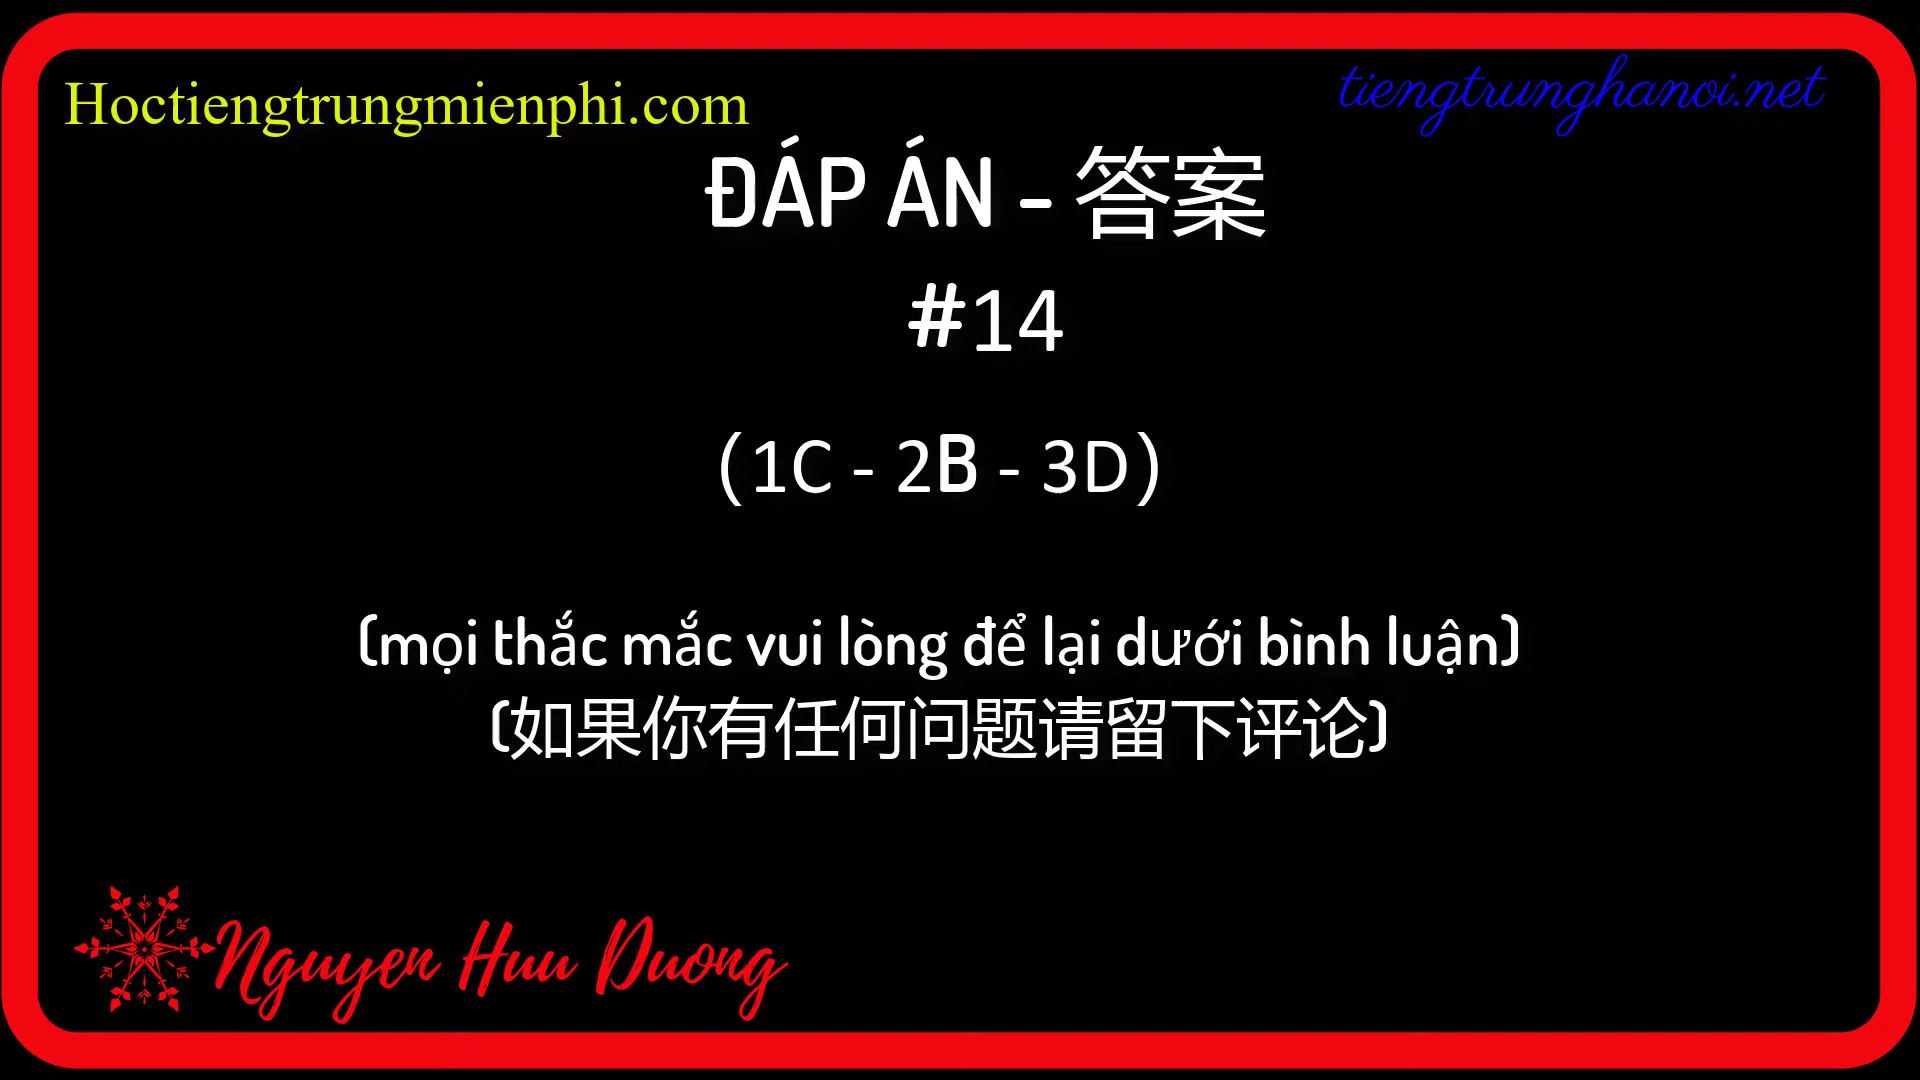 Hoctiengtrungmienphi.com
tiengtrunghanoi.net
ĐÁP ÁN - 答案
#14
(1C - 2B - 3D)
(mọi thắc mắc vui lòng để lại dưới bình luận)
(如果你有任何问题请留下评论)
Nguyen Huu Duong